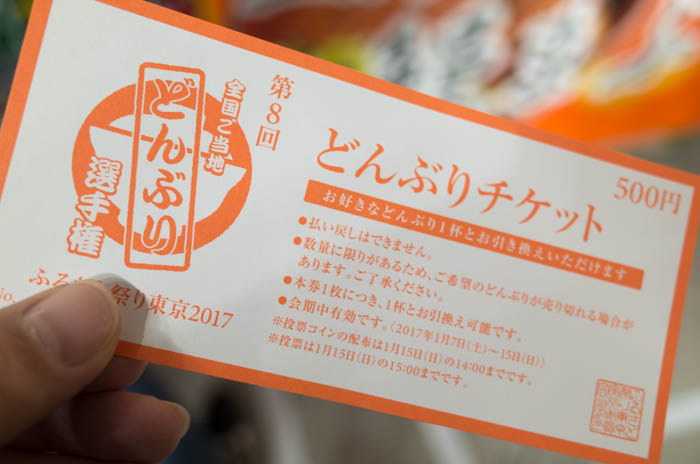 第8回
全国ご当地
どんぶり
選手権
ふる 祭り東京2017
No.
どんぶりチケット
500円
お好きなどんぶり1杯とお引き換えいただけます
●払い戻しはできません。
●数量に限りがあるため、ご希望のどんぶりが売り切れる場合が
あります。ご了承ください。
●本券1枚につき、1杯とお引換え可能です。
●会期中有効です。(2017年1月7日(土)〜15日(日))
※投票コインの配布は1月15日(日)の14:00までです。
※投票は1月15日(日)の15:00までです。